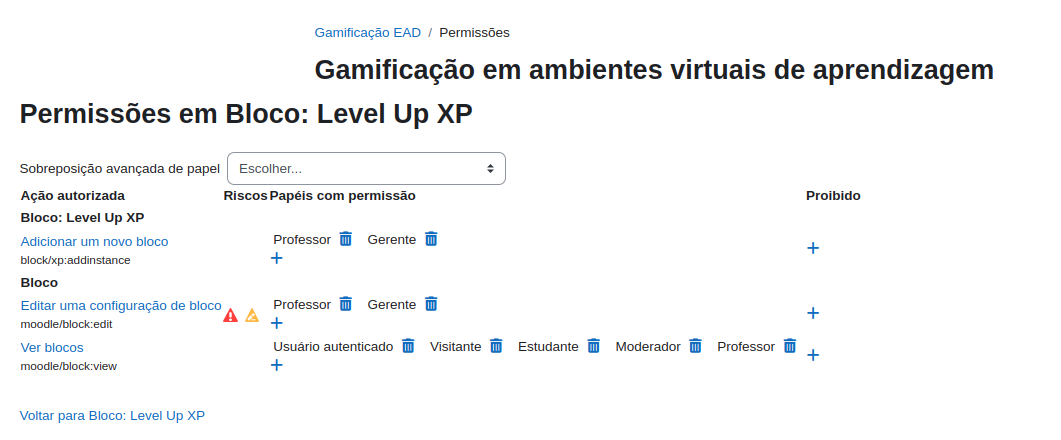 Gamificação EAD / Permissões
Gamificação em ambientes virtuais de aprendizagem
Permissões em Bloco: Level Up XP
Sobreposição avançada de papel Escolher...
Ação autorizada Riscos Papéis com permissão Proibido
Bloco: Level Up XP
Adicionar um novo bloco Professor Gerente
block/xp:addinstance
Bloco
Editar uma configuração de bloco Professor Gerente
moodle/block:edit
Ver blocos Usuário autenticado Visitante Estudante Moderador Professor
moodle/block:view
Voltar para Bloco: Level Up XP